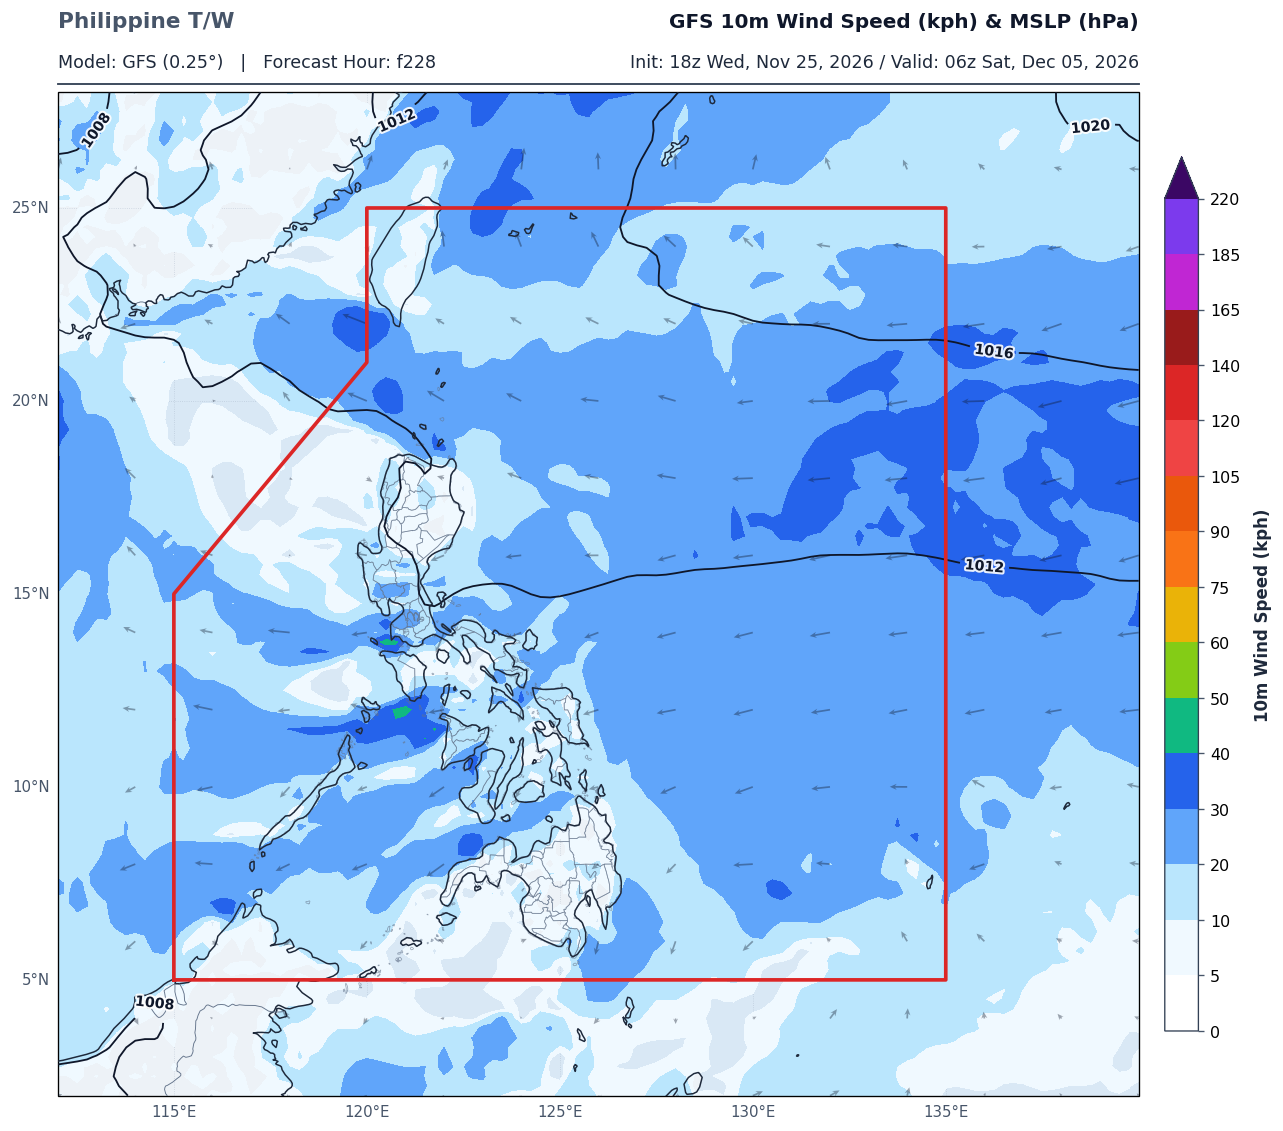 Philippine T/W
GFS 10m Wind Speed (kph) & MSLP (hPa)
Model: GFS (0.25°) | Forecast Hour: f228
Init: 18z Wed, Nov 25, 2026 / Valid: 06z Sat, Dec 05, 2026
1008
1012
1020
1016
1012
1008
25°N
20°N
15°N
10°N
5°N
115°E
120°E
125°E
130°E
135°E
220
185
165
140
120
105
90
75
60
50
40
30
20
10
5
0
10m Wind Speed (kph)